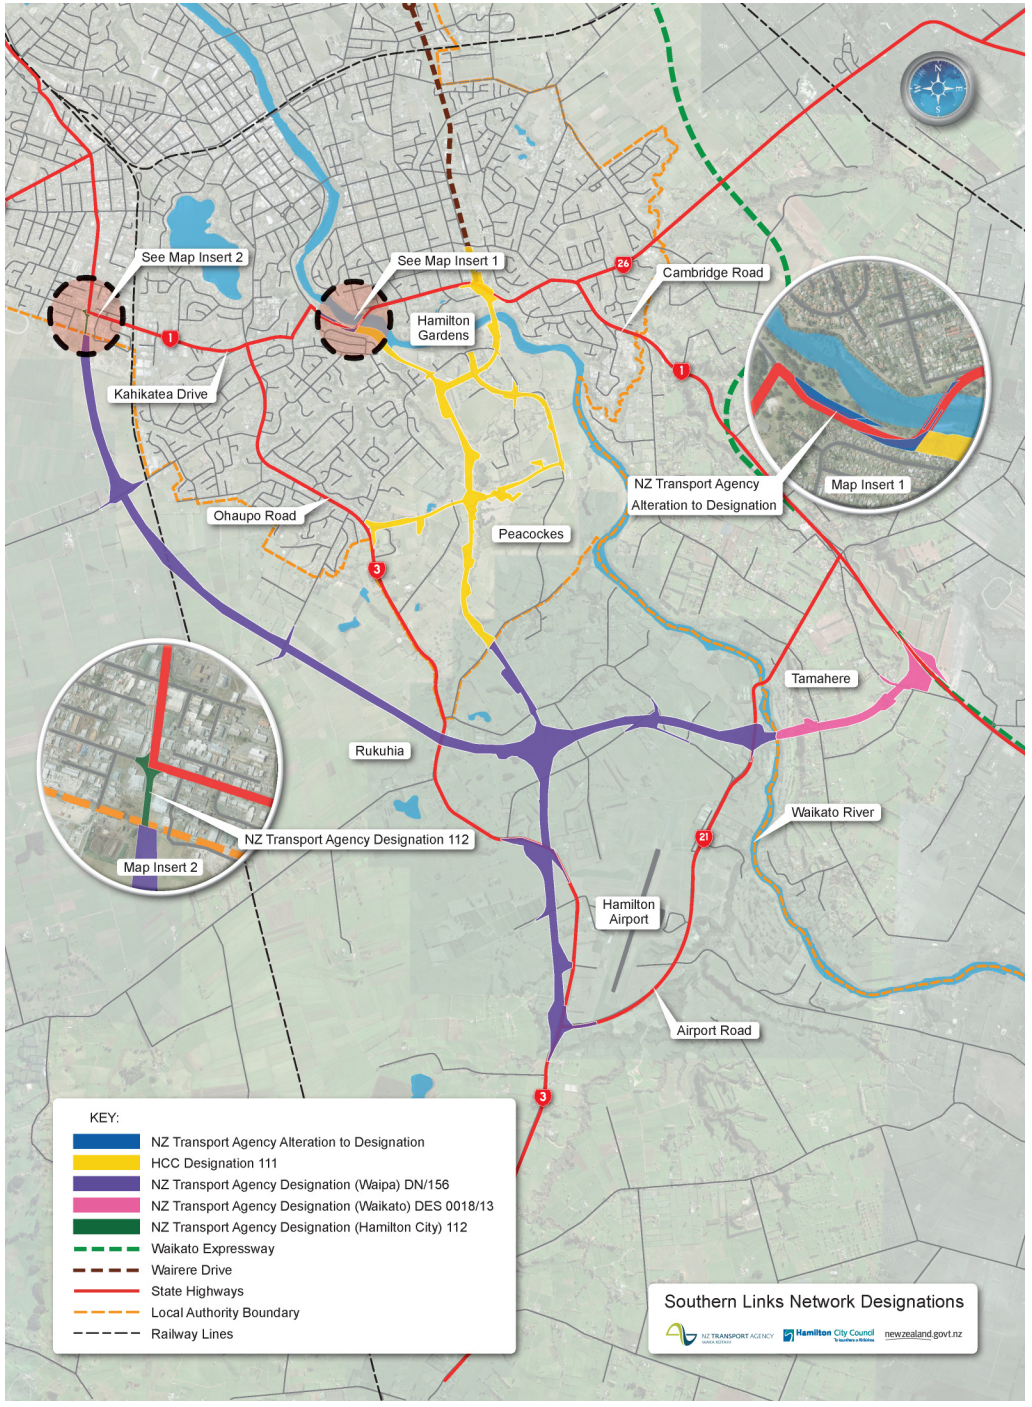 N
W
E
S
See Map Insert 2
See Map Insert 1
26
Cambridge Road
Hamilton
Gardens
1
Kahikatea Drive
1
NZ Transport Agency
Alteration to Designation
Map Insert 1
Ohaupo Road
Peacockes
3
Tamahere
Rukuhia
Waikato River
NZ Transport Agency Designation 112
Map Insert 2
21
Hamilton
Airport
Airport Road
3
KEY:
NZ Transport Agency Alteration to Designation
HCC Designation 111
NZ Transport Agency Designation (Waipa) DN/156
NZ Transport Agency Designation (Waikato) DES 0018/13
NZ Transport Agency Designation (Hamilton City) 112
Waikato Expressway
Wairere Drive
State Highways
Local Authority Boundary
Railway Lines
Southern Links Network Designations
NZ TRANSPORT AGENCY
WAKA KOTAHI
Hamilton City Council
Te kaunihera o Kirikiriroa
newzealand.govt.nz